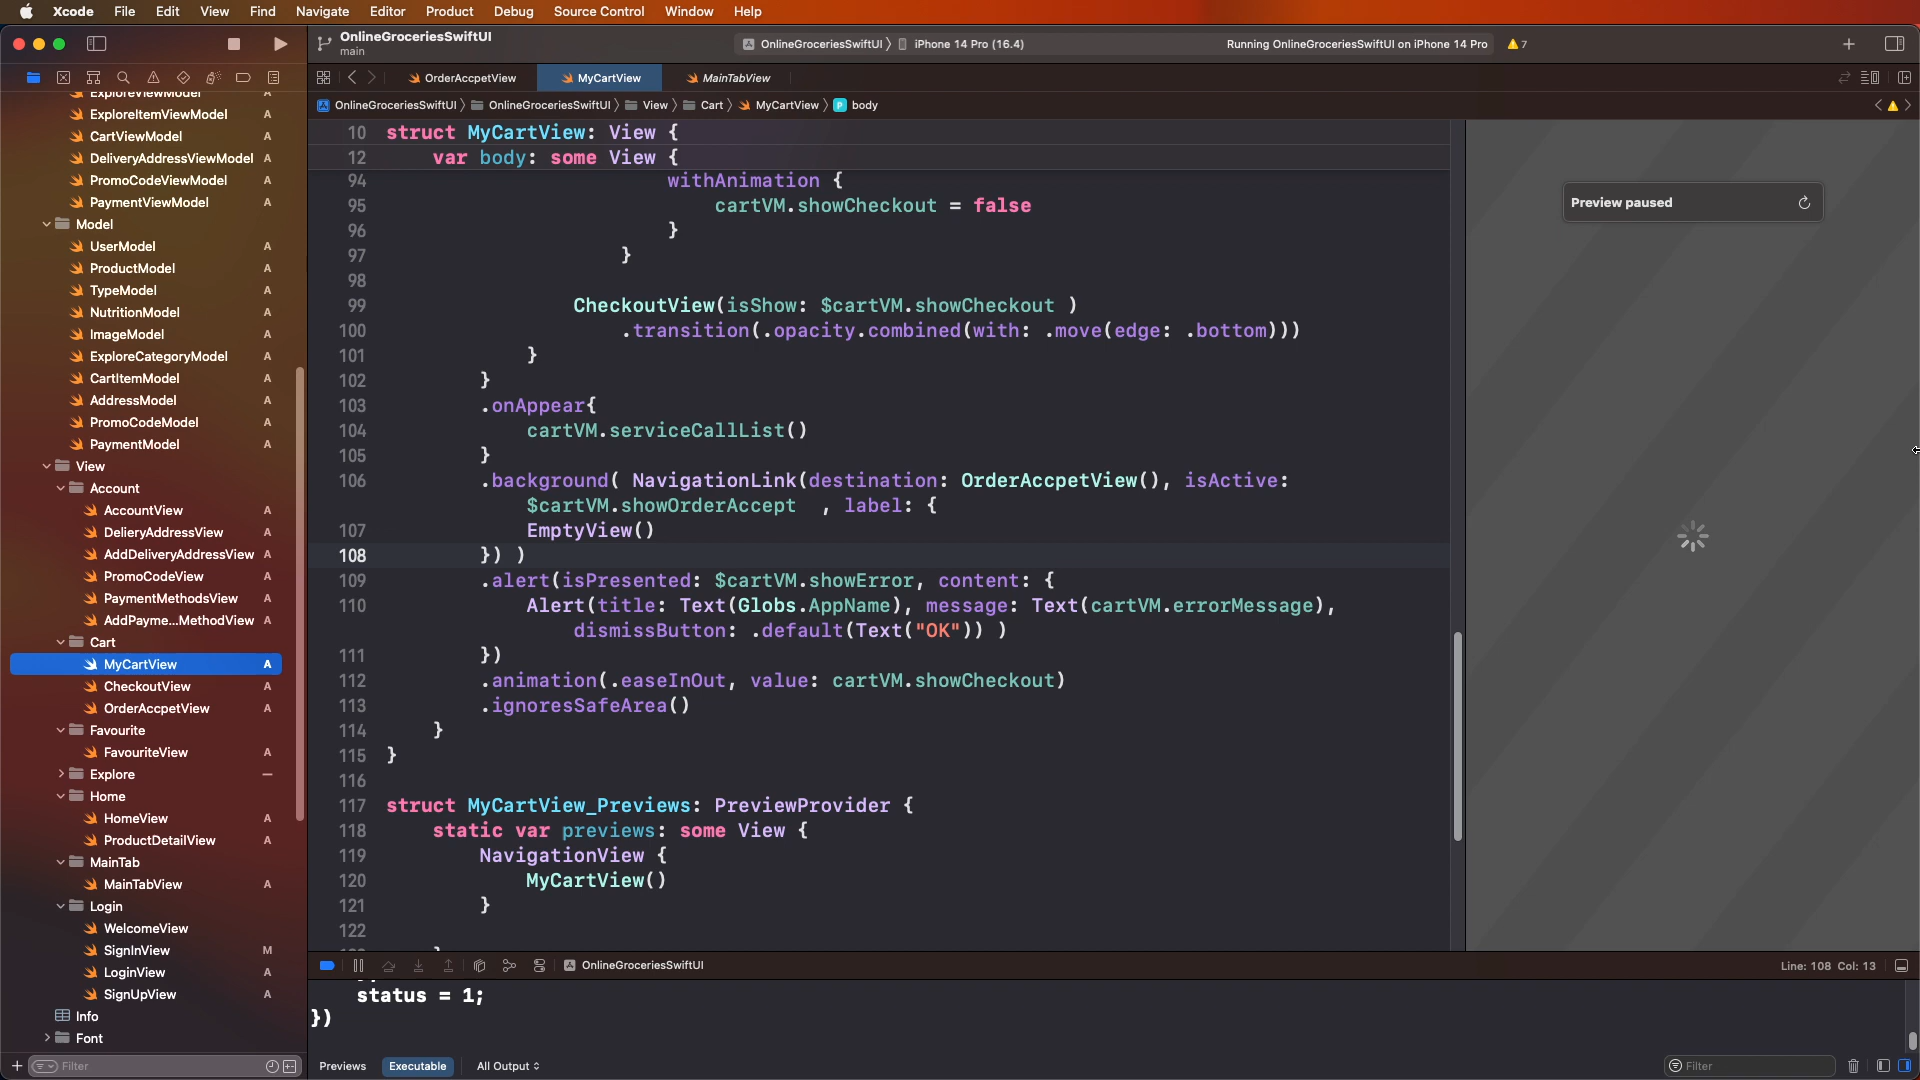 Xcode File Edit View Find Navigate Editor Product Debug Source Control Window Help
OnlineGroceriesSwiftUI
main
OnlineGroceriesSwiftUI 〉 iPhone 14 Pro (16.4)
Running OnlineGroceriesSwiftUI on iPhone 14 Pro
7
OrderAccpetView
MyCartView
MainTabView
OnlineGroceriesSwiftUI 〉 OnlineGroceriesSwiftUI 〉 View 〉 Cart 〉 MyCartView 〉 P body
ExploreViewModel A
ExploreItemViewModel A
CartViewModel A
DeliveryAddressViewModel A
PromoCodeViewModel A
PaymentViewModel A
Model
UserModel A
ProductModel A
TypeModel A
NutritionModel A
ImageModel A
ExploreCategoryModel A
CartItemModel A
AddressModel A
PromoCodeModel A
PaymentModel A
View
Account
AccountView A
DelieryAddressView A
AddDeliveryAddressView A
PromoCodeView A
PaymentMethodsView A
AddPayme...MethodView A
Cart
MyCartView A
CheckoutView A
OrderAccpetView A
Favourite
FavouriteView A
Explore
Home
HomeView A
ProductDetailView A
MainTab
MainTabView A
Login
WelcomeView
SignInView M
LoginView A
SignUpView A
Info
Font
Filter
10 struct MyCartView: View {
12 var body: some View {
94 withAnimation {
95 cartVM.showCheckout = false
96 }
97 }
98
99 CheckoutView(isShow: $cartVM.showCheckout )
100 .transition(.opacity.combined(with: .move(edge: .bottom)))
101 }
102 }
103 .onAppear{
104 cartVM.serviceCallList()
105 }
106 .background( NavigationLink(destination: OrderAccpetView(), isActive:
$cartVM.showOrderAccept , label: {
107 EmptyView()
108 }) )
109 .alert(isPresented: $cartVM.showError, content: {
110 Alert(title: Text(Globs.AppName), message: Text(cartVM.errorMessage),
dismissButton: .default(Text("OK")) )
111 })
112 .animation(.easeInOut, value: cartVM.showCheckout)
113 .ignoresSafeArea()
114 }
115 }
116
117 struct MyCartView_Previews: PreviewProvider {
118 static var previews: some View {
119 NavigationView {
120 MyCartView()
121 }
122
Preview paused
OnlineGroceriesSwiftUI
Line: 108 Col: 13
status = 1;
})
Previews Executable All Output
Filter